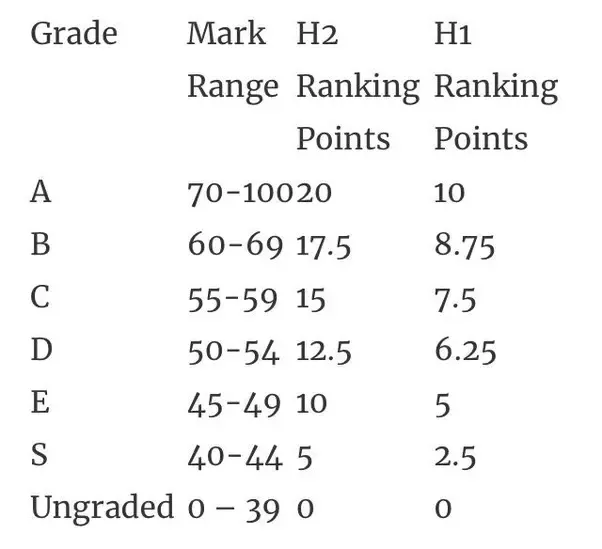 Grade Mark H2 H1
Range Ranking Ranking
Points Points
A 70-100 20 10
B 60-69 17.5 8.75
C 55-59 15 7.5
D 50-54 12.5 6.25
E 45-49 10 5
S 40-44 5 2.5
Ungraded 0 – 39 0 0